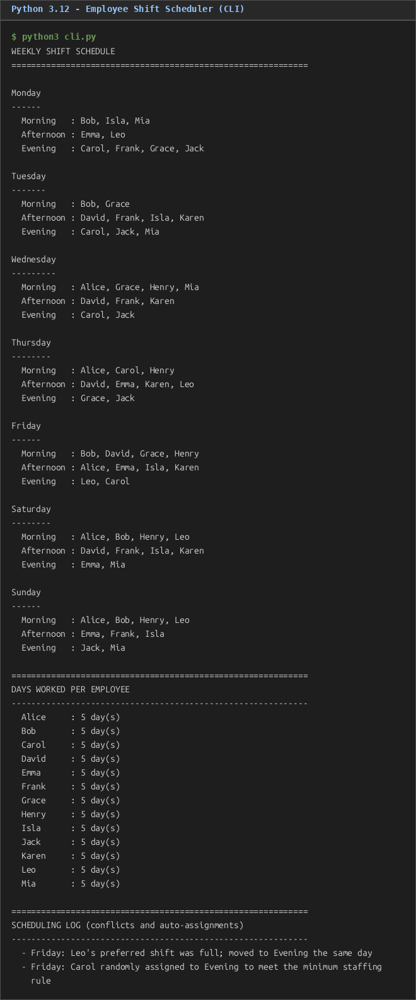 Python 3.12 - Employee Shift Scheduler (CLI)
$ python3 cli.py
WEEKLY SHIFT SCHEDULE
============================================================
Monday
------
Morning   : Bob, Isla, Mia
Afternoon : Emma, Leo
Evening   : Carol, Frank, Grace, Jack
Tuesday
-------
Morning   : Bob, Grace
Afternoon : David, Frank, Isla, Karen
Evening   : Carol, Jack, Mia
Wednesday
---------
Morning   : Alice, Grace, Henry, Mia
Afternoon : David, Frank, Karen
Evening   : Carol, Jack
Thursday
--------
Morning   : Alice, Carol, Henry
Afternoon : David, Emma, Karen, Leo
Evening   : Grace, Jack
Friday
------
Morning   : Bob, David, Grace, Henry
Afternoon : Alice, Emma, Isla, Karen
Evening   : Leo, Carol
Saturday
--------
Morning   : Alice, Bob, Henry, Leo
Afternoon : David, Frank, Isla, Karen
Evening   : Emma, Mia
Sunday
------
Morning   : Alice, Bob, Henry, Leo
Afternoon : Emma, Frank, Isla
Evening   : Jack, Mia
============================================================
DAYS WORKED PER EMPLOYEE
------------------------------------------------------------
Alice     : 5 day(s)
Bob       : 5 day(s)
Carol     : 5 day(s)
David     : 5 day(s)
Emma      : 5 day(s)
Frank     : 5 day(s)
Grace     : 5 day(s)
Henry     : 5 day(s)
Isla      : 5 day(s)
Jack      : 5 day(s)
Karen     : 5 day(s)
Leo       : 5 day(s)
Mia       : 5 day(s)
============================================================
SCHEDULING LOG (conflicts and auto-assignments)
------------------------------------------------------------
- Friday: Leo's preferred shift was full; moved to Evening the same day
- Friday: Carol randomly assigned to Evening to meet the minimum staffing
rule